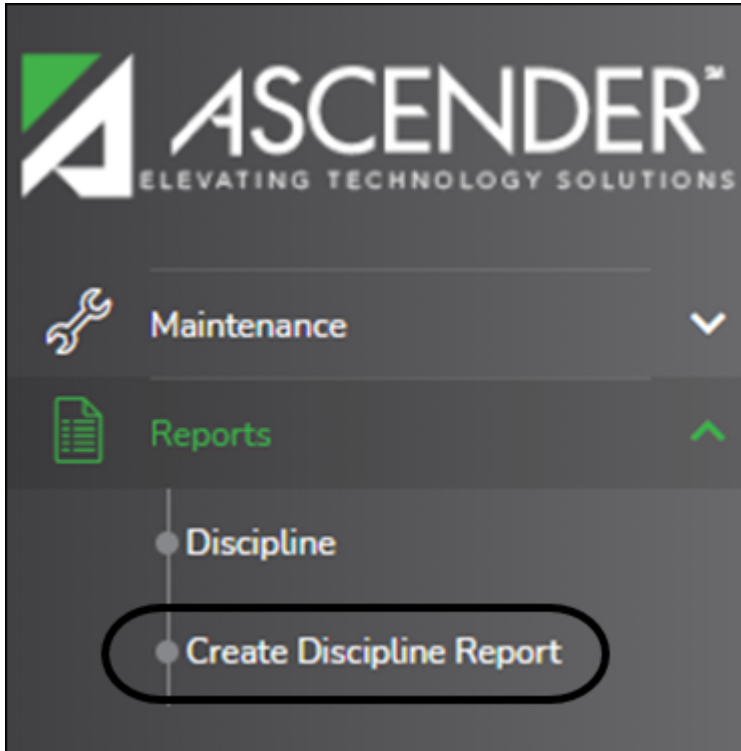 ASCENDER℠
ELEVATING TECHNOLOGY SOLUTIONS
Maintenance
Reports
Discipline
Create Discipline Report